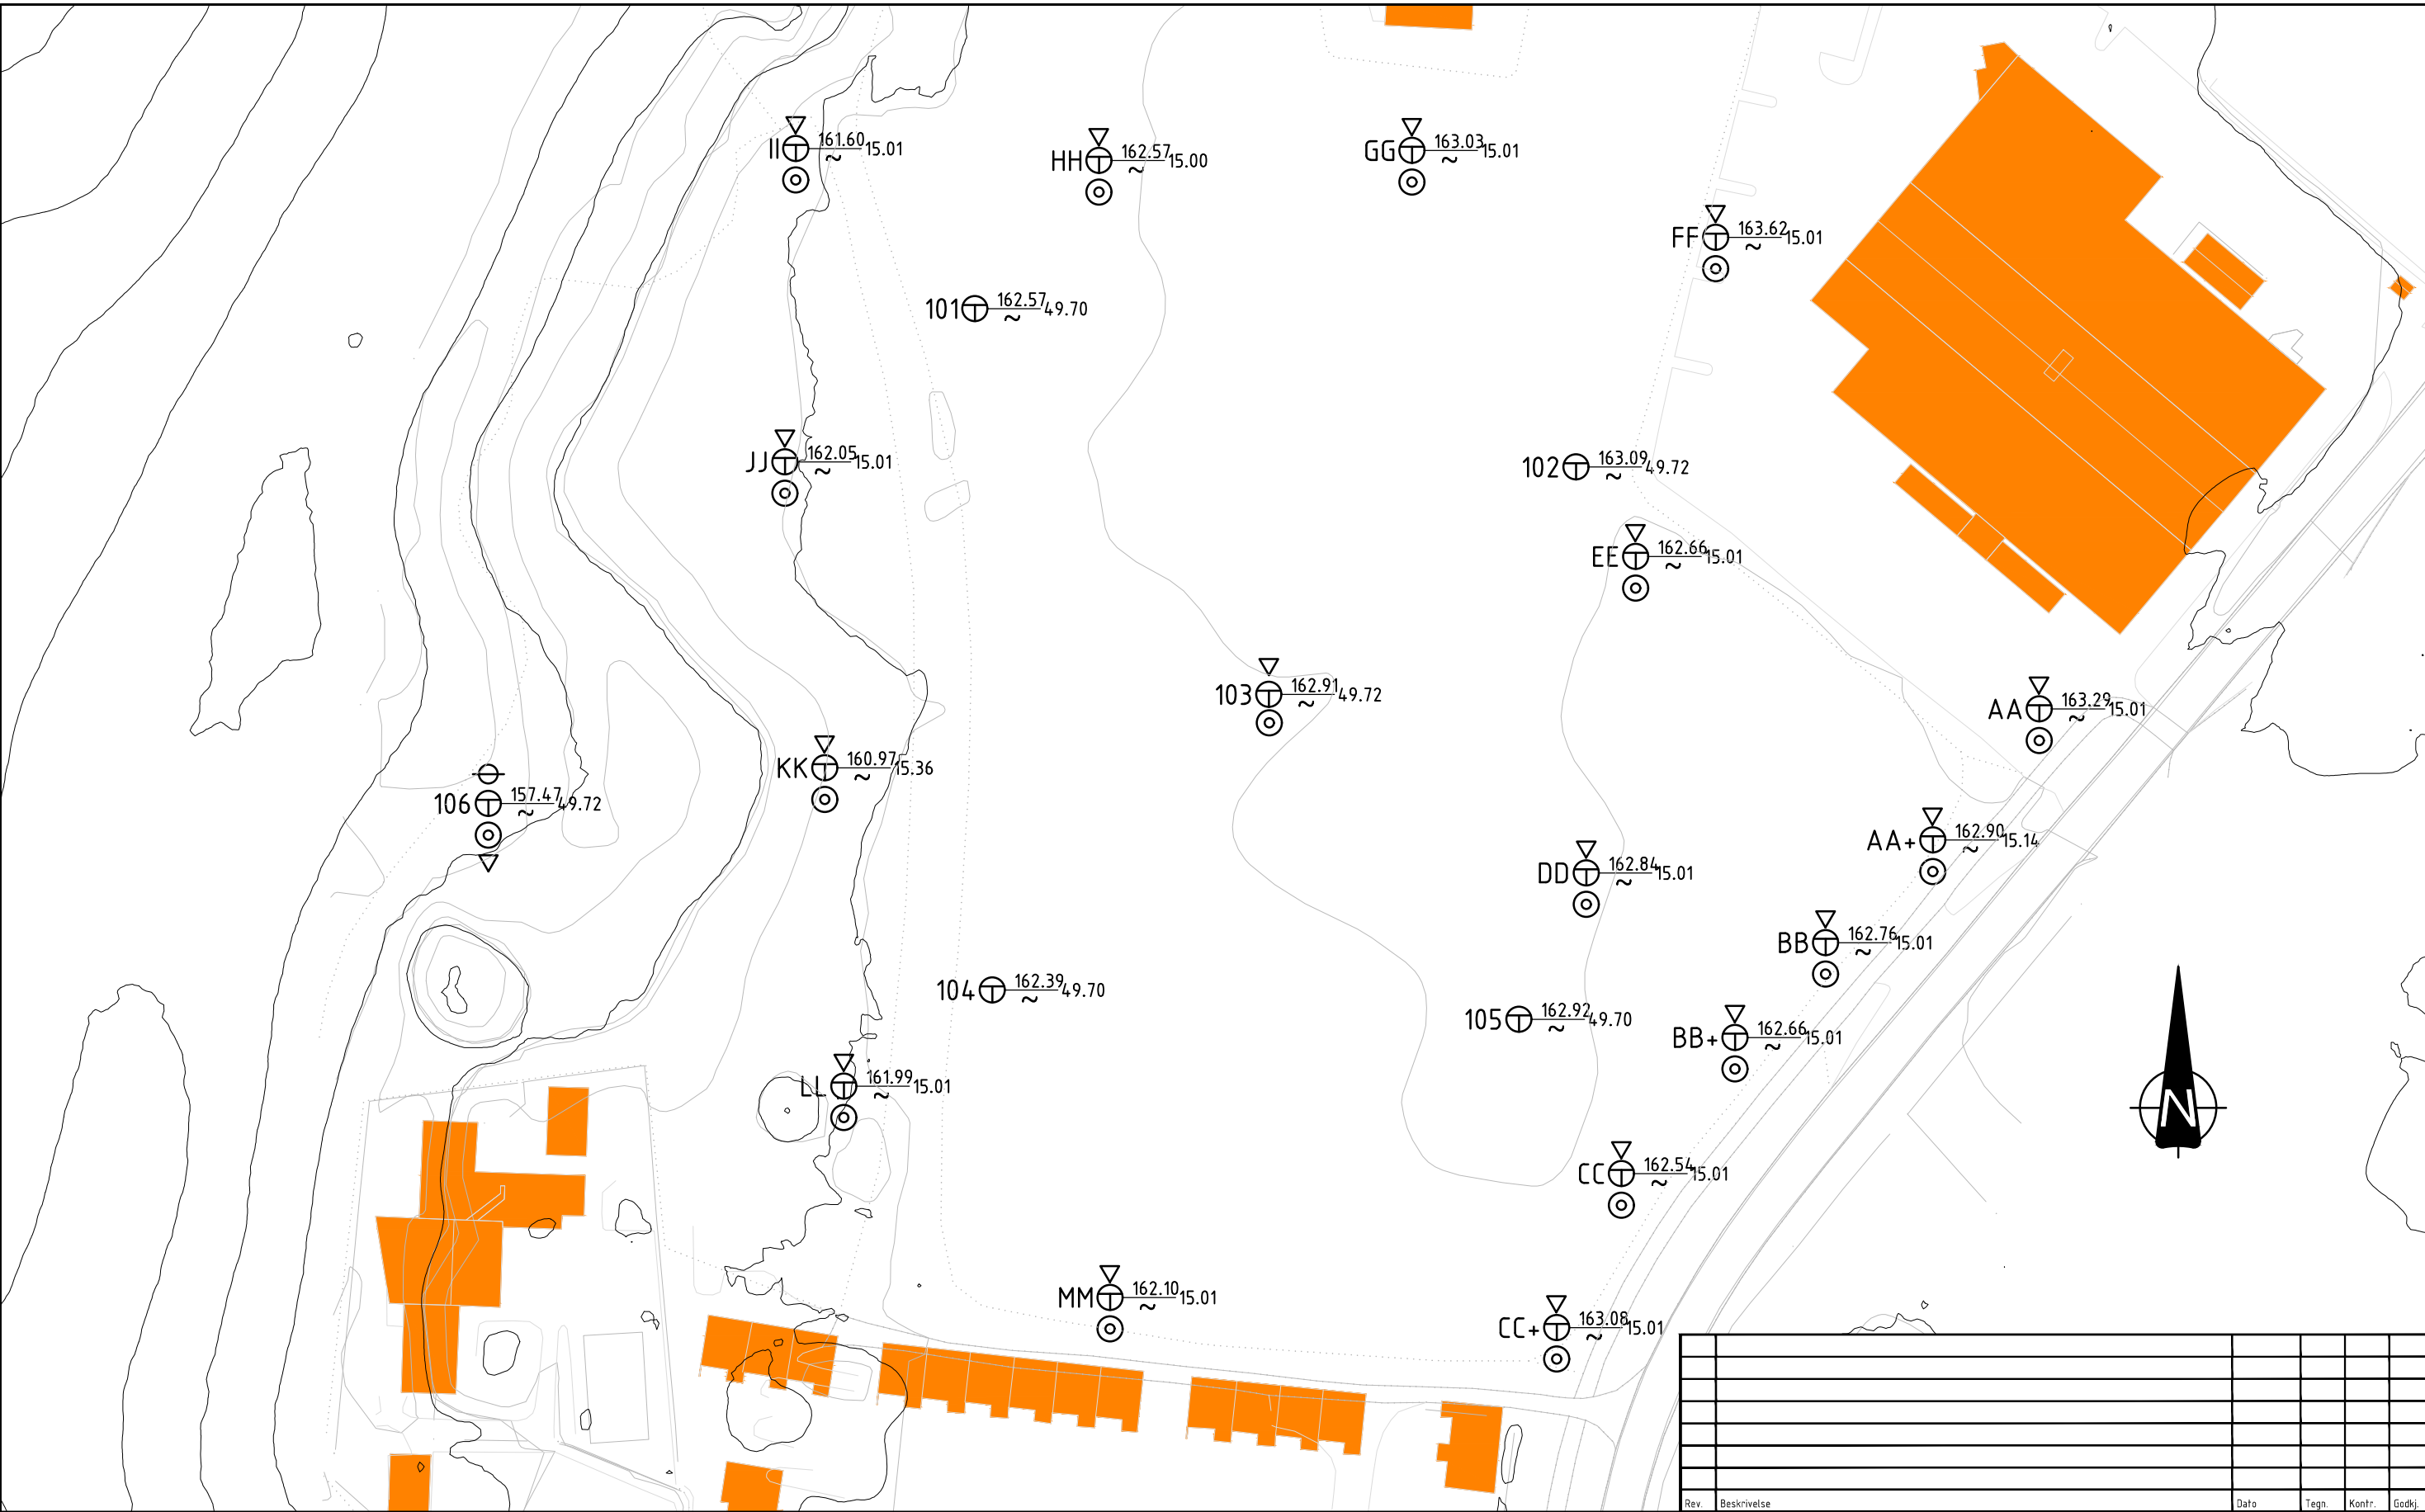 II 161.60 15.01
~
HH 162.57 15.00
~
GG 163.03 15.01
~
FF 163.62 15.01
~
101 162.57 49.70
~
JJ 162.05 15.01
~
102 163.09 49.72
~
EE 162.66 15.01
~
103 162.91 49.72
~
AA 163.29 15.01
~
KK 160.97 15.36
~
106 157.47 49.72
~
AA+ 162.90 15.14
~
DD 162.84 15.01
~
BB 162.76 15.01
~
104 162.39 49.70
~
105 162.92 49.70
~
BB+ 162.66 15.01
~
LL 161.99 15.01
~
N
CC 162.54 15.01
~
MM 162.10 15.01
~
CC+ 163.08 15.01
~
Rev. Beskrivelse Dato Tegn. Kontr. Godkj.